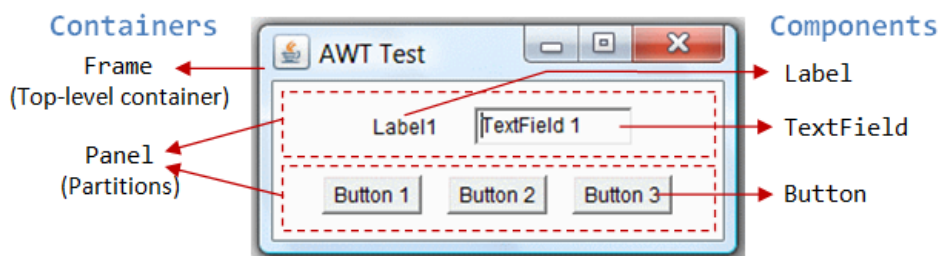 Containers
Components
AWT Test
Frame
(Top-level container)
Label
Label1
TextField 1
TextField
Panel
(Partitions)
Button 1
Button 2
Button 3
Button